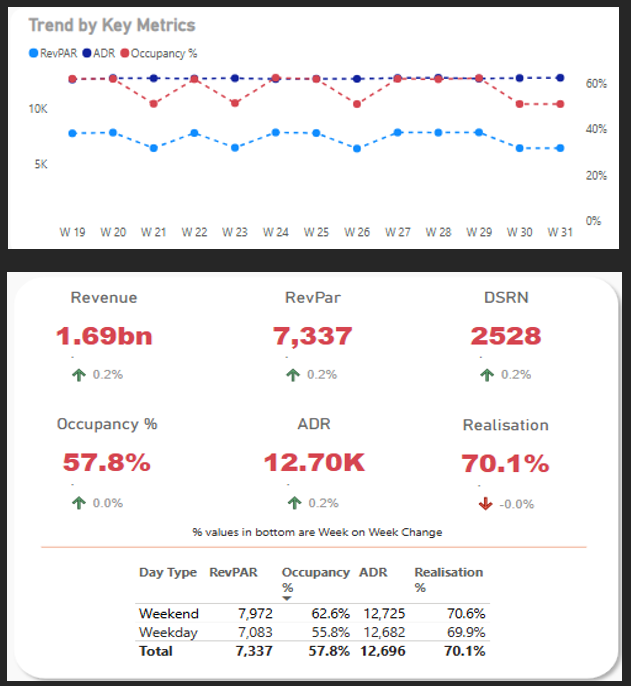 Trend by Key Metrics
RevPAR ADR Occupancy %
60%
10K
40%
5K
20%
0%
W 19 W 20 W 21 W 22 W 23 W 24 W 25 W 26 W 27 W 28 W 29 W 30 W 31
Revenue RevPar DSRN
1.69bn 7,337 2528
0.2% 0.2% 0.2%
Occupancy % ADR Realisation
57.8% 12.70K 70.1%
0.0% 0.2% -0.0%
% values in bottom are Week on Week Change
Day Type RevPAR Occupancy ADR Realisation
% %
Weekend 7,972 62.6% 12,725 70.6%
Weekday 7,083 55.8% 12,682 69.9%
Total 7,337 57.8% 12,696 70.1%